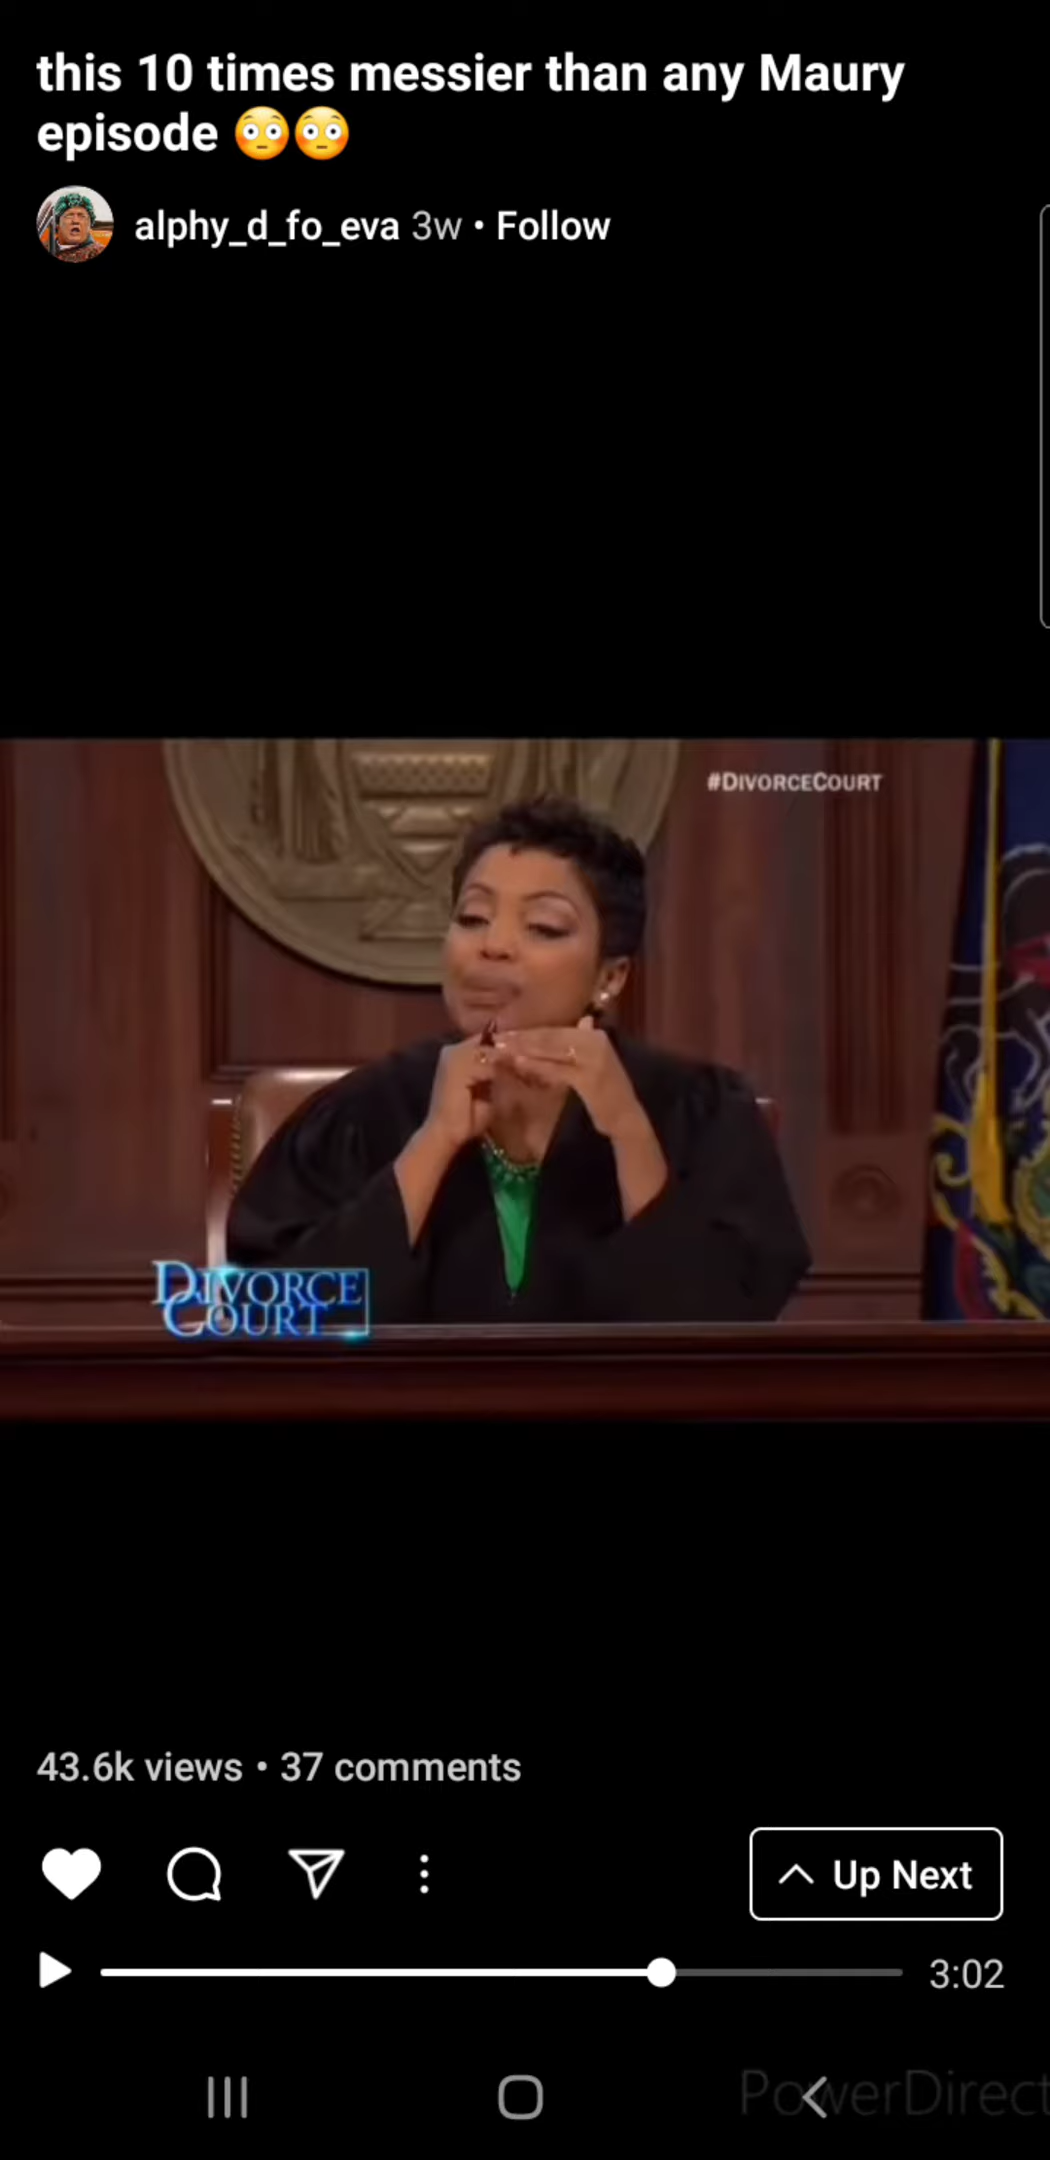 this 10 times messier than any Maury
episode 😳😳
alphy_d_fo_eva 3w • Follow
#DIVORCECOURT
DIVORCE
COURT
43.6k views • 37 comments
Up Next
3:02
PowerDirect